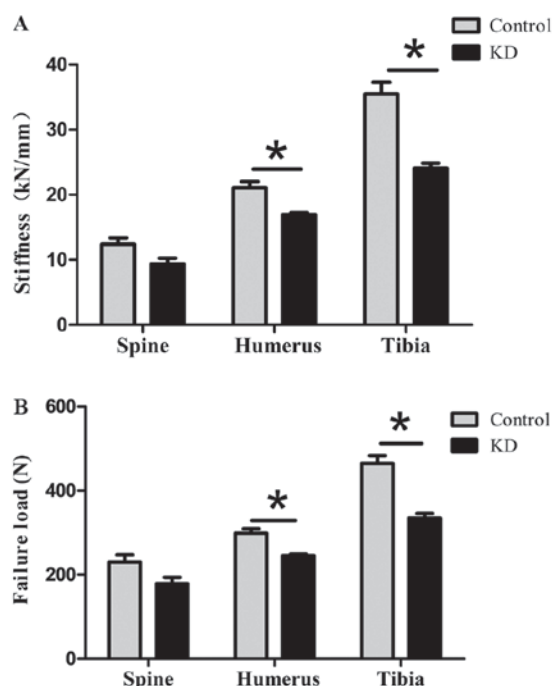 A
Control
KD
Stiffness (kN/mm)
40
30
20
10
0
*
*
Spine Humerus Tibia
B
Control
KD
Failure load (N)
600
400
200
0
*
*
Spine Humerus Tibia